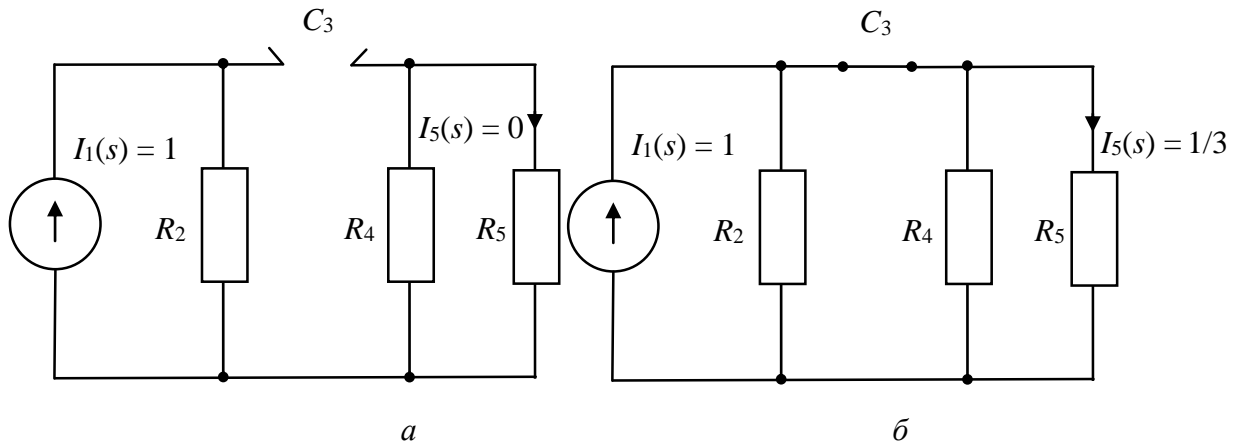 C3
C3
I5(s) = 0
I1(s) = 1
I1(s) = 1
I5(s) = 1/3
R2
R4
R5
R2
R4
R5
а
б